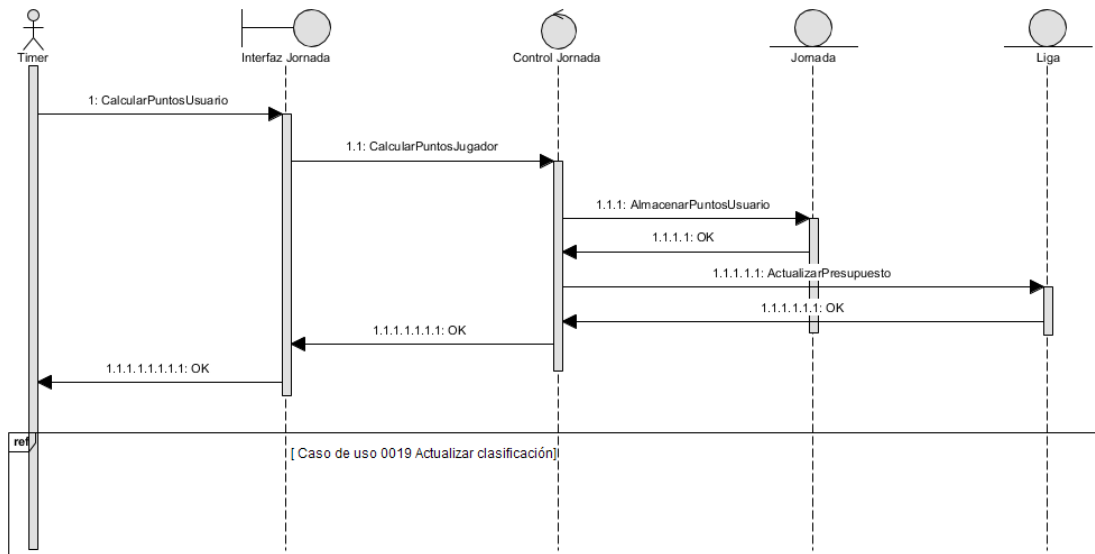 Timer
Interfaz Jornada
Control Jornada
Jornada
Liga
1: CalcularPuntosUsuario
1.1: CalcularPuntosJugador
1.1.1: AlmacenarPuntosUsuario
1.1.1.1: OK
1.1.1.1.1: ActualizarPresupuesto
1.1.1.1.1.1: OK
1.1.1.1.1.1.1: OK
1.1.1.1.1.1.1.1: OK
ref
[ Caso de uso 0019 Actualizar clasificación]